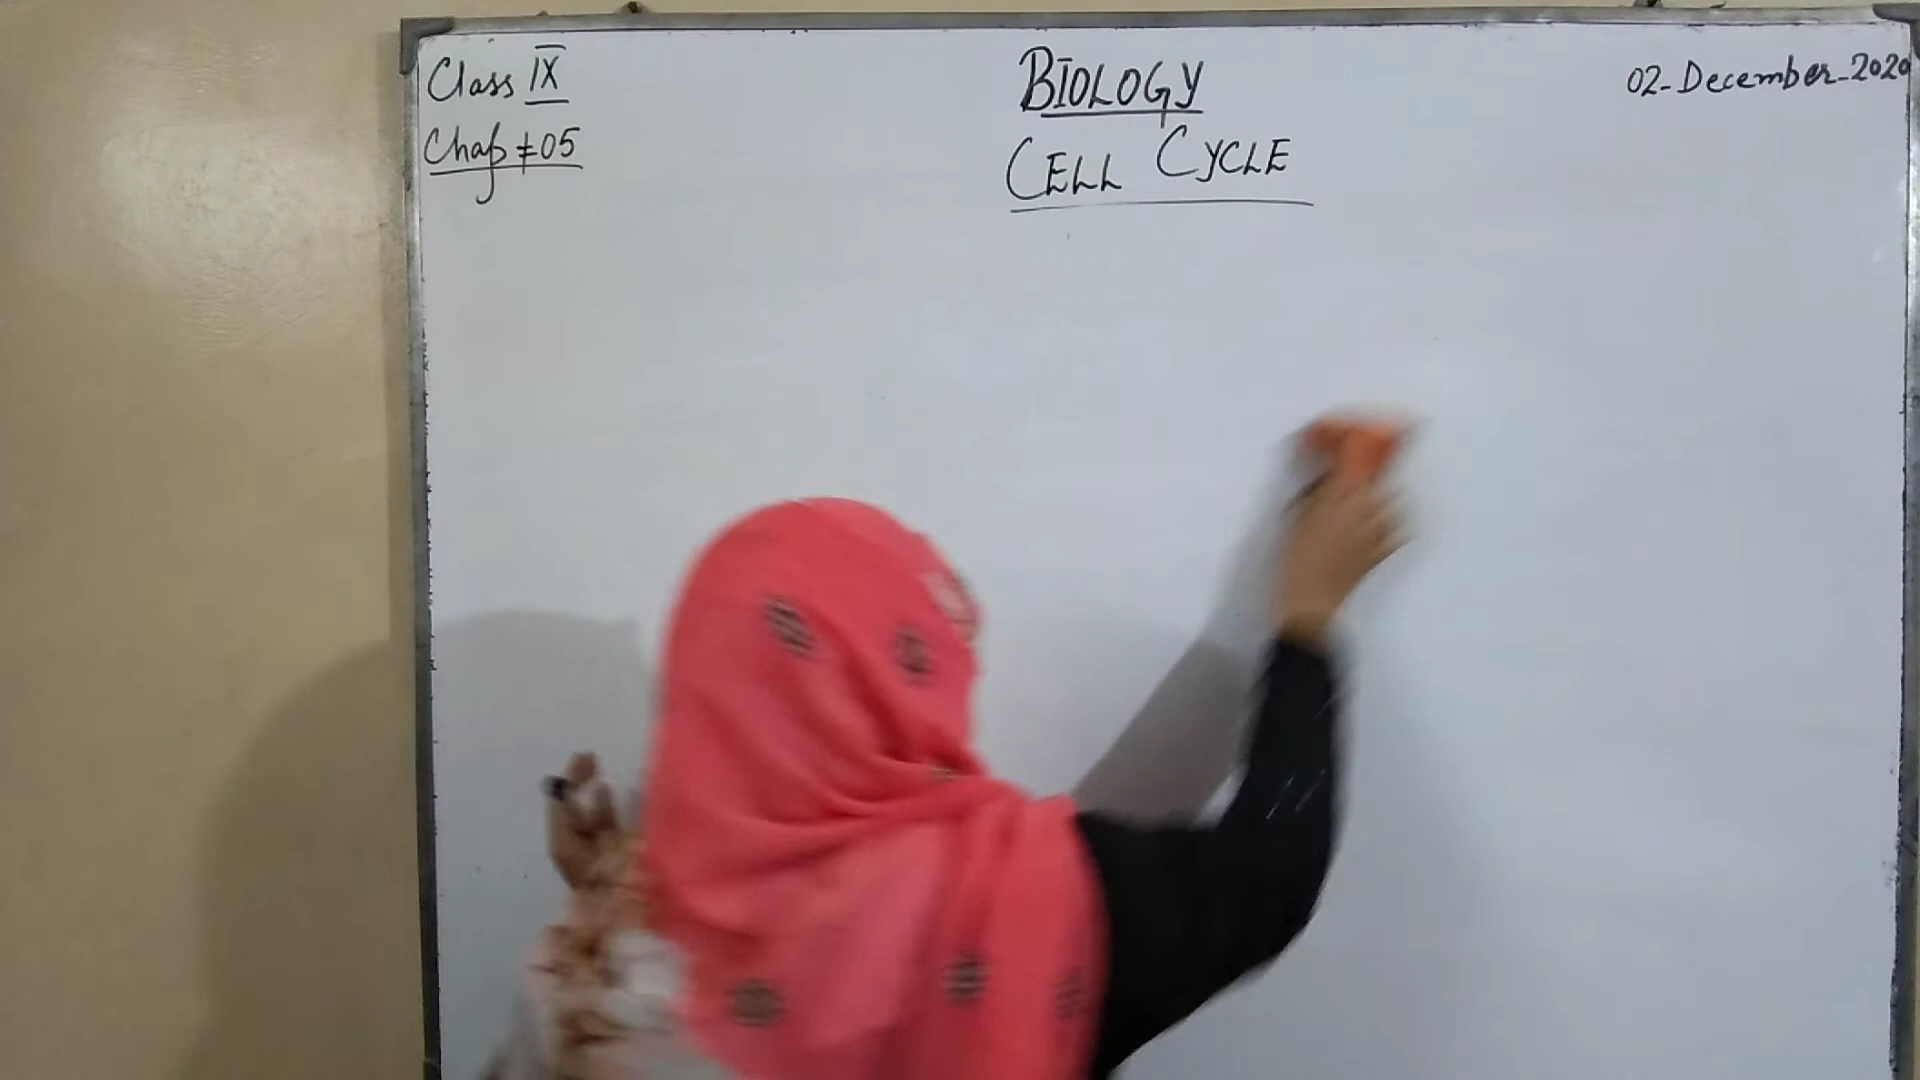 Class IX
Chap # 05
BIOLOGY
CELL CYCLE
02-December-2020